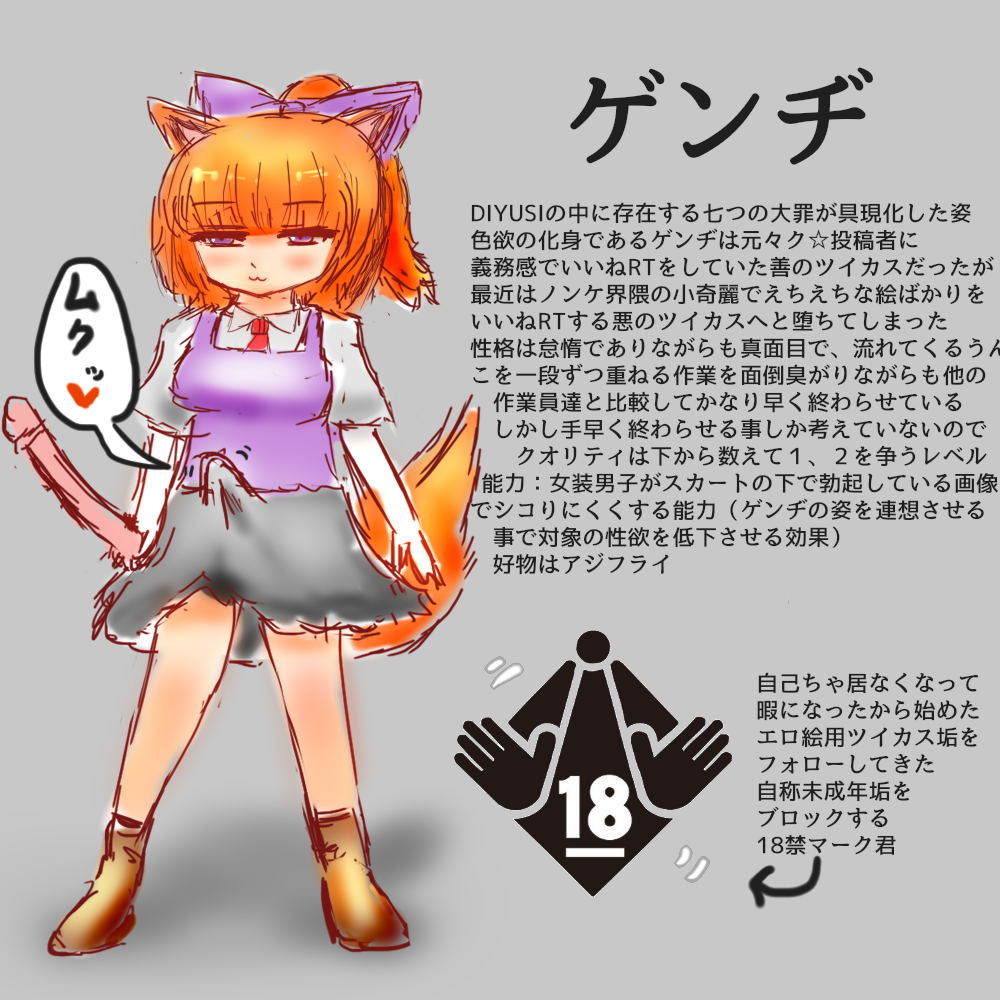 ゲンヂ
DIYUSIの中に存在する七つの大罪が具現化した姿
色欲の化身であるゲンヂは元々ク☆投稿者に
義務感でいいねRTをしていた善のツイカスだったが
最近はノンケ界隈の小奇麗でえちえちな絵ばかりを
いいねRTする悪のツイカスへと堕ちてしまった
性格は怠惰でありながらも真面目で、流れてくるうん
こを一段ずつ重ねる作業を面倒臭がりながらも他の
作業員達と比較してかなり早く終わらせている
しかし手早く終わらせる事しか考えていないので
クオリティは下から数えて１、２を争うレベル
能力：女装男子がスカートの下で勃起している画像
でシコりにくくする能力（ゲンヂの姿を連想させる
事で対象の性欲を低下させる効果）
好物はアジフライ
ムクッ♥
18
自己ちゃ居なくなって
暇になったから始めた
エロ絵用ツイカス垢を
フォローしてきた
自称未成年垢を
ブロックする
18禁マーク君